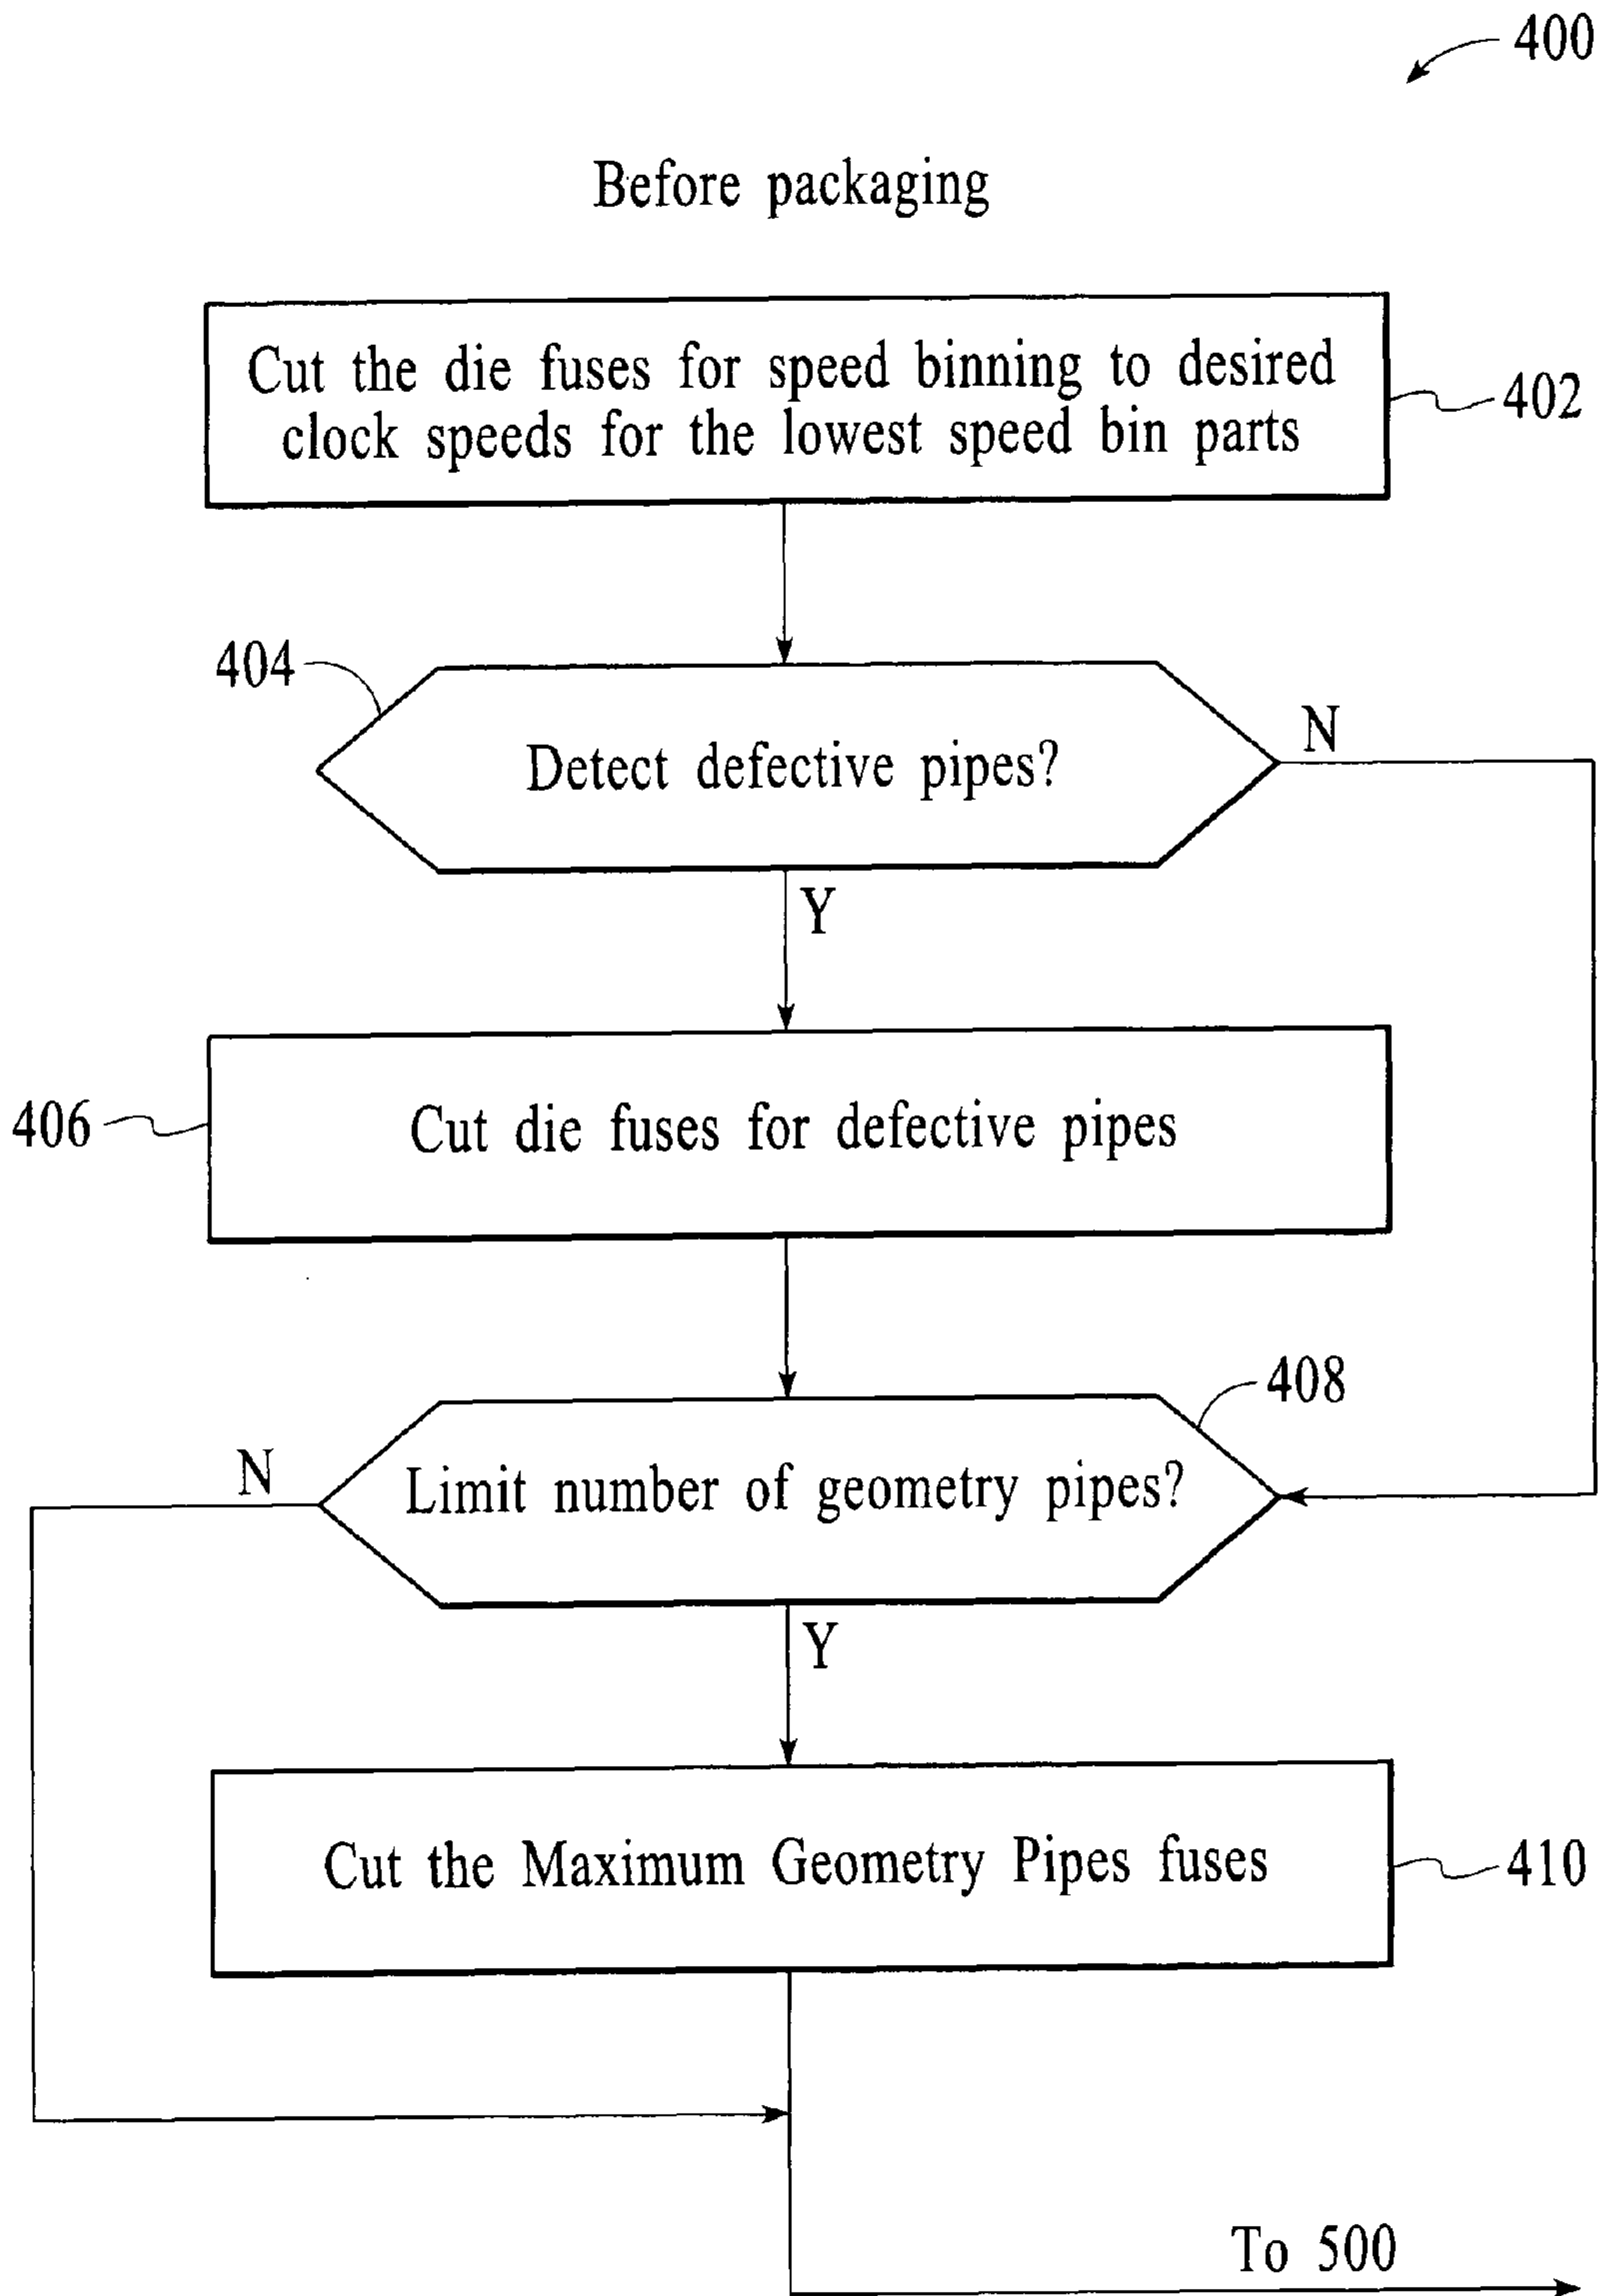 400
Before packaging
Cut the die fuses for speed binning to desired
clock speeds for the lowest speed bin parts
402
404
Detect defective pipes?
N
Y
406
Cut die fuses for defective pipes
408
N
Limit number of geometry pipes?
Y
Cut the Maximum Geometry Pipes fuses
410
To 500